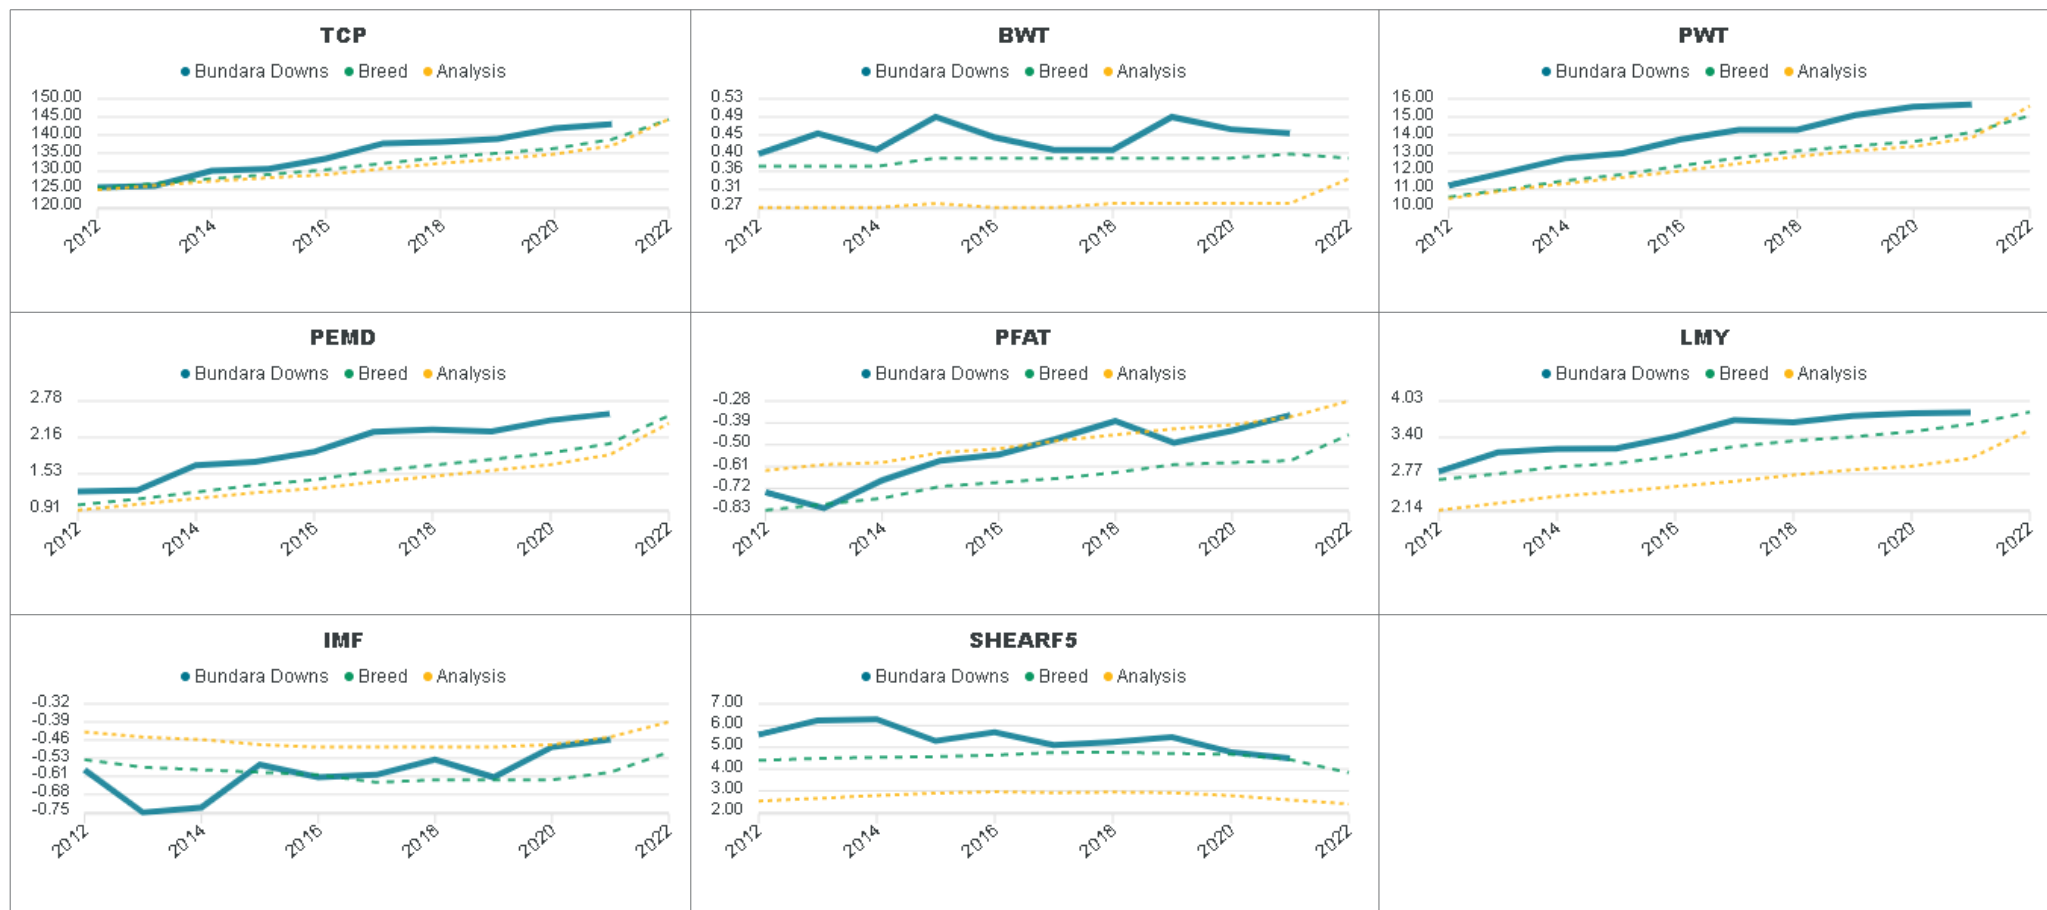 TCP
Bundara Downs Breed Analysis
150.00
145.00
140.00
135.00
130.00
125.00
120.00
2012 2014 2016 2018 2020 2022
BWT
Bundara Downs Breed Analysis
0.53
0.49
0.45
0.40
0.36
0.31
0.27
2012 2014 2016 2018 2020 2022
PWT
Bundara Downs Breed Analysis
16.00
15.00
14.00
13.00
12.00
11.00
10.00
2012 2014 2016 2018 2020 2022
PEMD
Bundara Downs Breed Analysis
2.78
2.16
1.53
0.91
2012 2014 2016 2018 2020 2022
PFAT
Bundara Downs Breed Analysis
-0.28
-0.39
-0.50
-0.61
-0.72
-0.83
2012 2014 2016 2018 2020 2022
LMY
Bundara Downs Breed Analysis
4.03
3.40
2.77
2.14
2012 2014 2016 2018 2020 2022
IMF
Bundara Downs Breed Analysis
-0.32
-0.39
-0.46
-0.53
-0.61
-0.68
-0.75
2012 2014 2016 2018 2020 2022
SHEARF5
Bundara Downs Breed Analysis
7.00
6.00
5.00
4.00
3.00
2.00
2012 2014 2016 2018 2020 2022